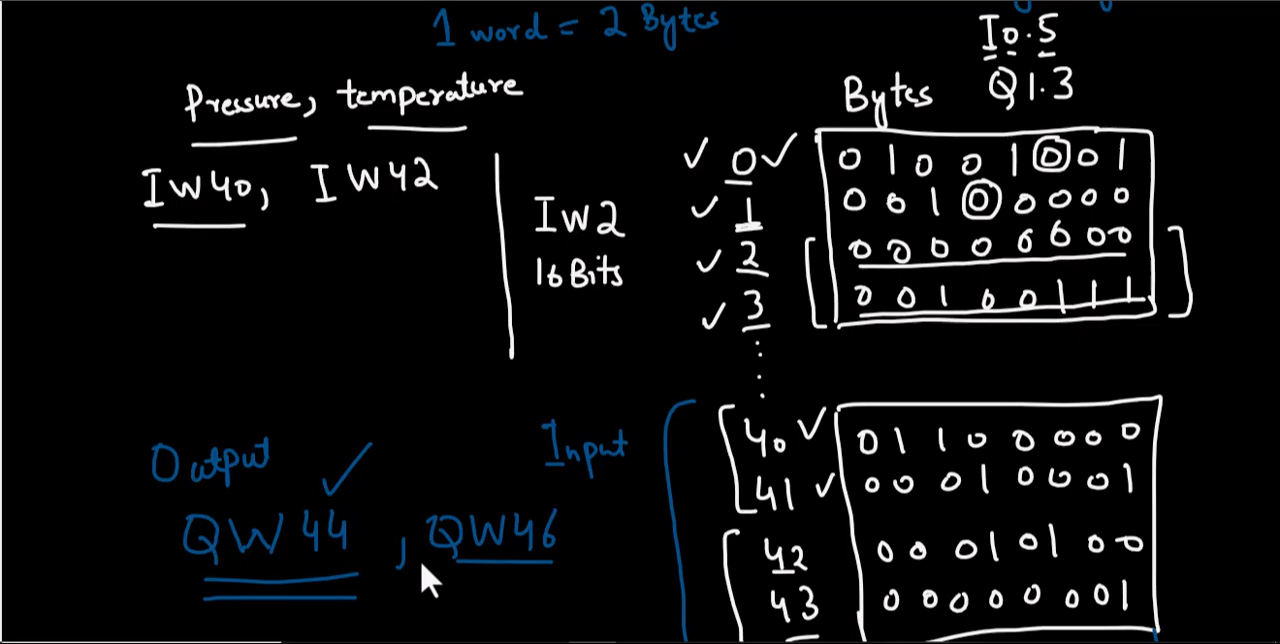 1 word = 2 Bytes
I0.5
Pressure, temperature
Bytes Q1.3
IW40, IW42
IW2
16 Bits
0 0 1 0 0 1 0 0 1
1 0 0 1 0 0 0 0 0
2 0 0 0 0 0 0 0 0
3 0 0 1 0 0 1 1 1
Output Input
QW44, QW46
40 0 1 1 0 0 0 0 0
41 0 0 0 1 0 0 0 1
42 0 0 0 1 0 1 0 0
43 0 0 0 0 0 0 0 1